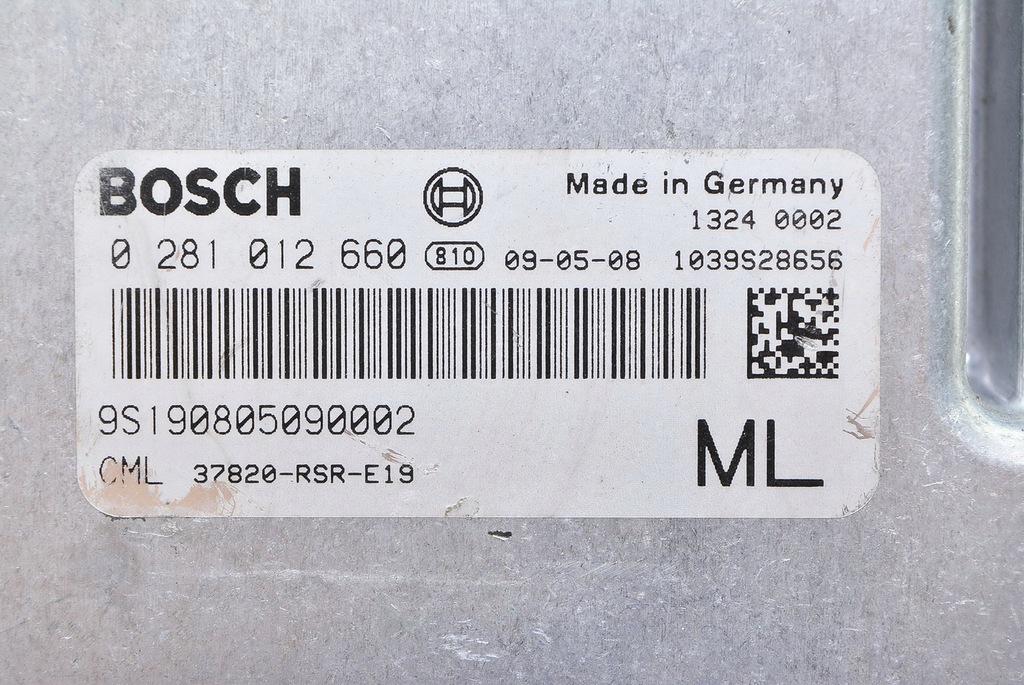 BOSCH
Made in Germany
1324 0002
0 281 012 660 810 09-05-08 1039S28656
9S190805090002
CML 37820-RSR-E19
ML